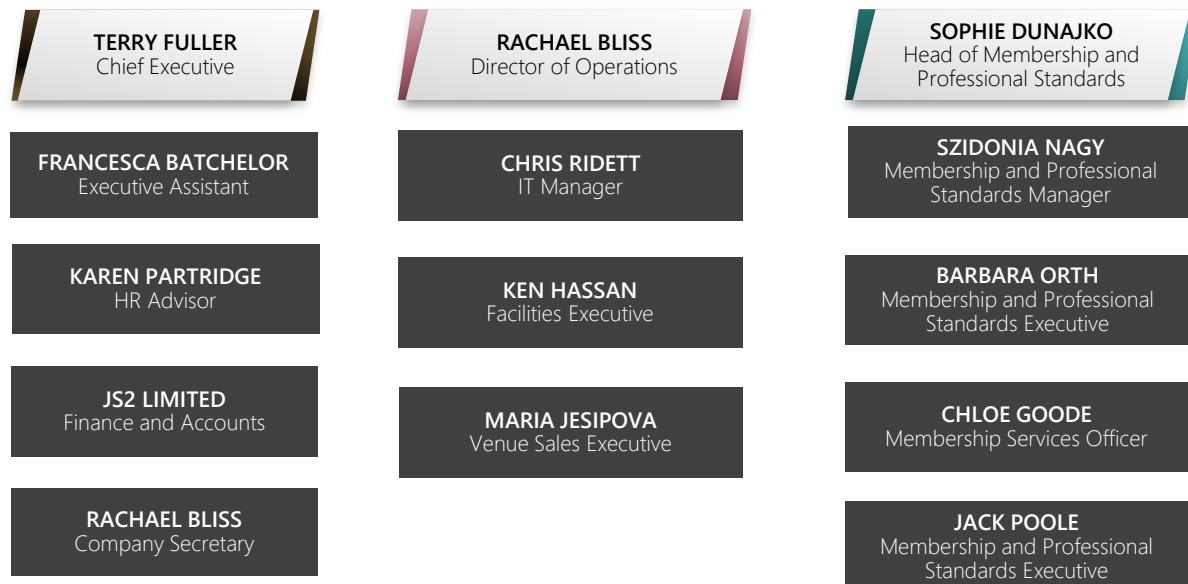 TERRY FULLER
Chief Executive
FRANCESCA BATCHELOR
Executive Assistant
KAREN PARTRIDGE
HR Advisor
JS2 LIMITED
Finance and Accounts
RACHAEL BLISS
Company Secretary
RACHAEL BLISS
Director of Operations
CHRIS RIDETT
IT Manager
KEN HASSAN
Facilities Executive
MARIA JESIPOVA
Venue Sales Executive
SOPHIE DUNAJKO
Head of Membership and
Professional Standards
SZIDONIA NAGY
Membership and Professional
Standards Manager
BARBARA ORTH
Membership and Professional
Standards Executive
CHLOE GOODE
Membership Services Officer
JACK POOLE
Membership and Professional
Standards Executive